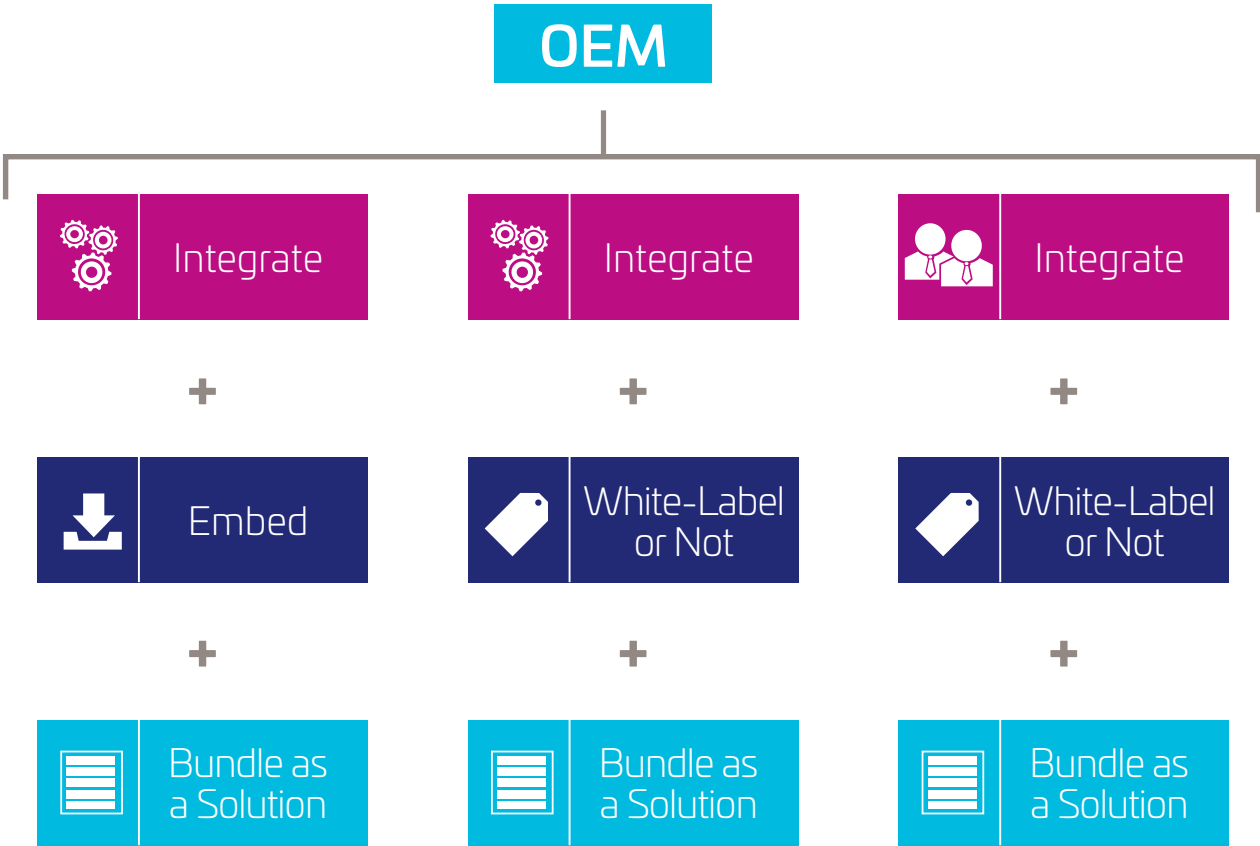 OEM
Integrate
Integrate
Integrate
+
+
+
Embed
White-Label
or Not
White-Label
or Not
+
+
+
Bundle as
a Solution
Bundle as
a Solution
Bundle as
a Solution